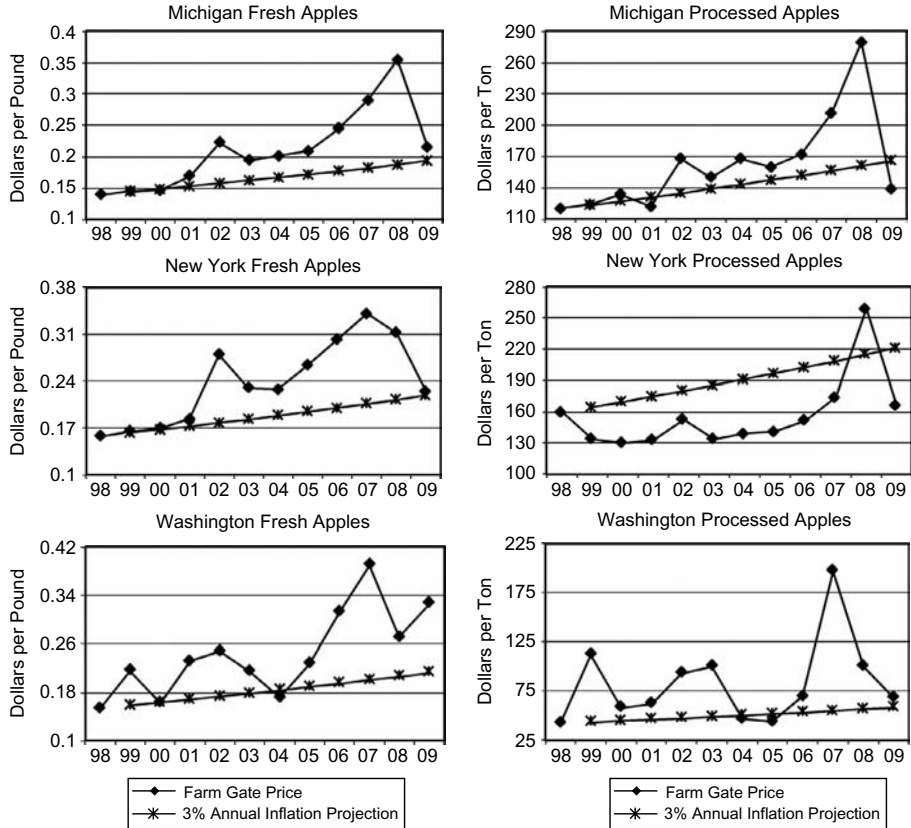 Michigan Fresh Apples
Dollars per Pound
0.4
0.35
0.3
0.25
0.2
0.15
0.1
98 99 00 01 02 03 04 05 06 07 08 09
Michigan Processed Apples
Dollars per Ton
290
260
230
200
170
140
110
98 99 00 01 02 03 04 05 06 07 08 09
New York Fresh Apples
Dollars per Pound
0.38
0.31
0.24
0.17
0.1
98 99 00 01 02 03 04 05 06 07 08 09
New York Processed Apples
Dollars per Ton
280
250
220
190
160
130
100
98 99 00 01 02 03 04 05 06 07 08 09
Washington Fresh Apples
Dollars per Pound
0.42
0.34
0.26
0.18
0.1
98 99 00 01 02 03 04 05 06 07 08 09
Washington Processed Apples
Dollars per Ton
225
175
125
75
25
98 99 00 01 02 03 04 05 06 07 08 09
Farm Gate Price
3% Annual Inflation Projection
Farm Gate Price
3% Annual Inflation Projection